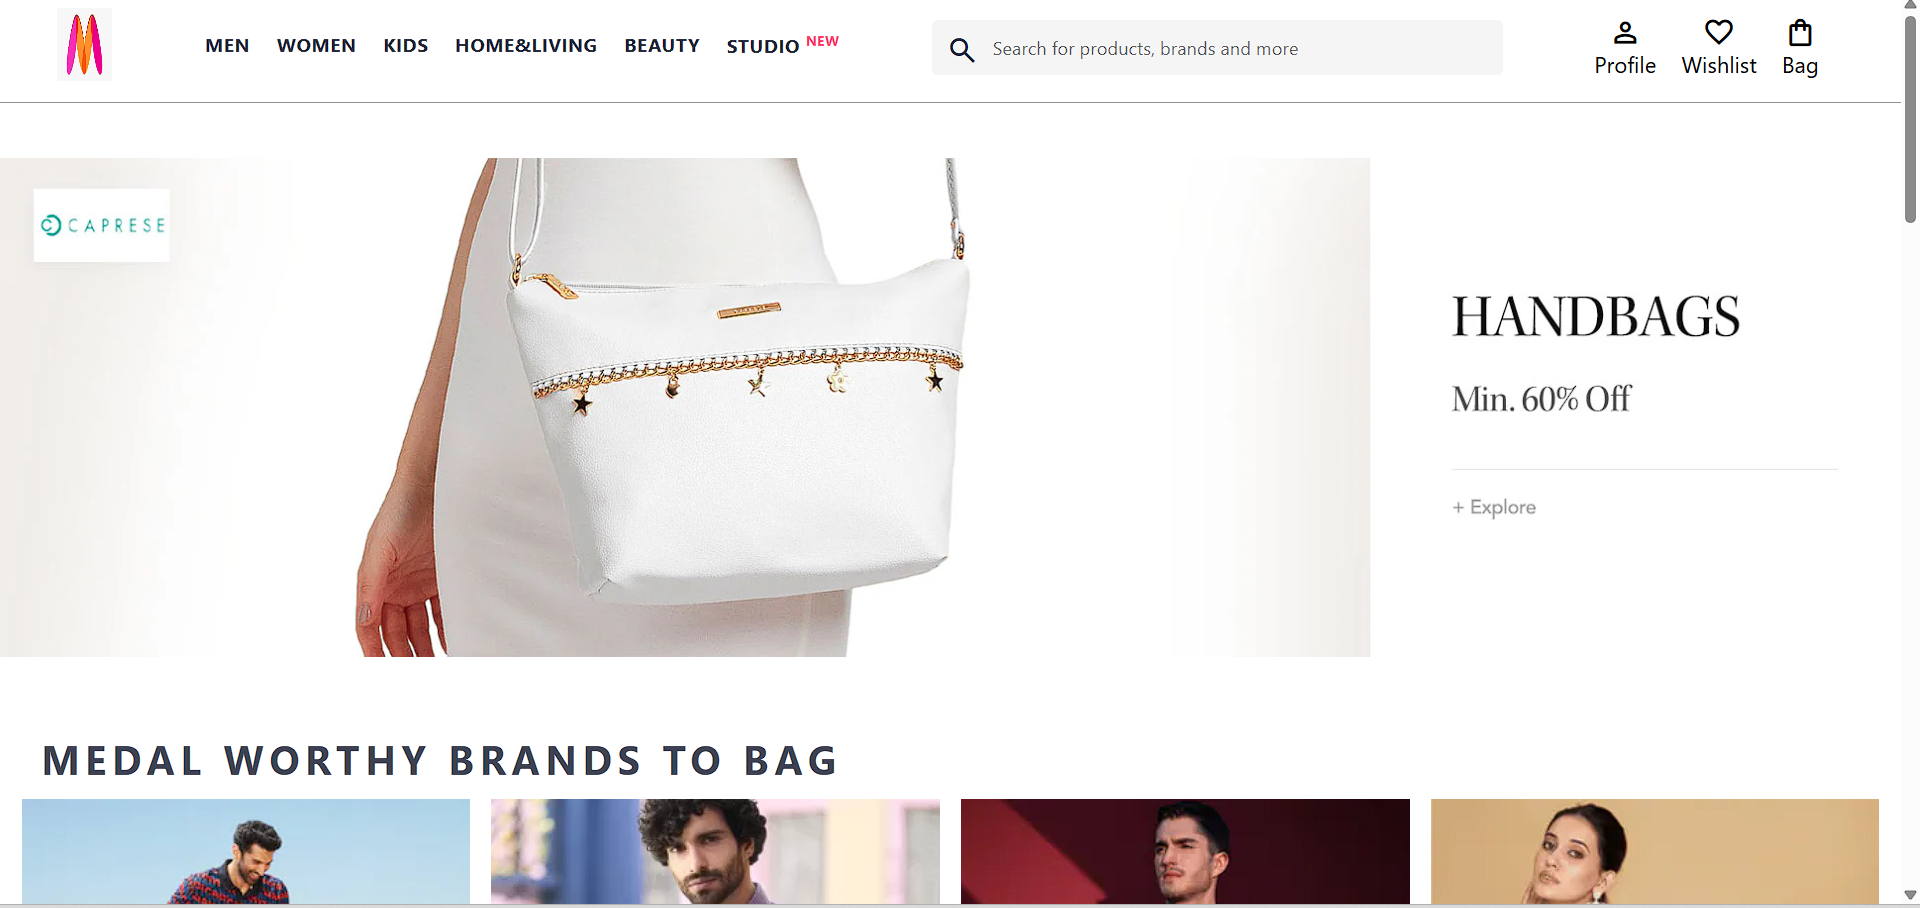 MEN WOMEN KIDS HOME&LIVING BEAUTY STUDIO NEW
Search for products, brands and more
Profile Wishlist Bag
CAPRESE
HANDBAGS
Min. 60% Off
+ Explore
MEDAL WORTHY BRANDS TO BAG